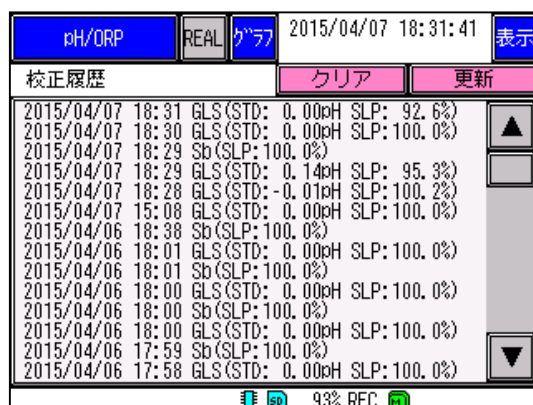 pH/ORP REAL グラフ 2015/04/07 18:31:41 表示
校正履歴 クリア 更新
2015/04/07 18:31 GLS(STD: 0.00pH SLP: 92.6%)
2015/04/07 18:30 GLS(STD: 0.00pH SLP:100.0%)
2015/04/07 18:29 Sb(SLP:100.0%)
2015/04/07 18:29 GLS(STD: 0.14pH SLP: 95.3%)
2015/04/07 18:28 GLS(STD:-0.01pH SLP:100.2%)
2015/04/07 15:08 GLS(STD: 0.00pH SLP:100.0%)
2015/04/06 18:38 Sb(SLP:100.0%)
2015/04/06 18:01 GLS(STD: 0.00pH SLP:100.0%)
2015/04/06 18:01 Sb(SLP:100.0%)
2015/04/06 18:00 GLS(STD: 0.00pH SLP:100.0%)
2015/04/06 18:00 Sb(SLP:100.0%)
2015/04/06 18:00 GLS(STD: 0.00pH SLP:100.0%)
2015/04/06 17:59 Sb(SLP:100.0%)
2015/04/06 17:58 GLS(STD: 0.00pH SLP:100.0%)
SD 93% REC M